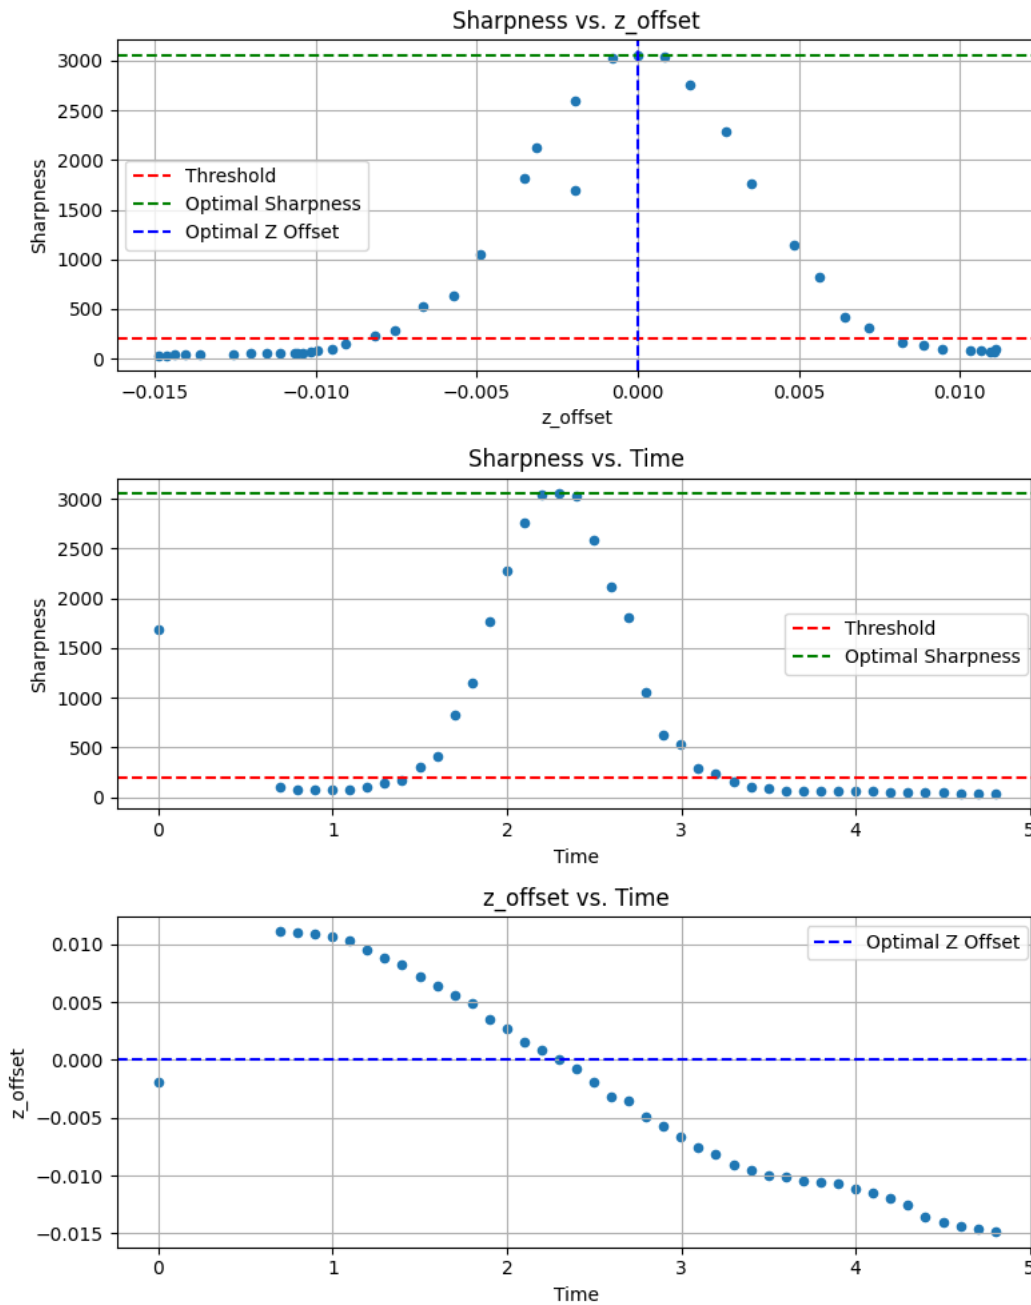 Sharpness vs. z_offset
3000
2500
2000
1500
1000
500
0
Sharpness
Threshold
Optimal Sharpness
Optimal Z Offset
−0.015
−0.010
−0.005
0.000
0.005
0.010
z_offset
Sharpness vs. Time
3000
2500
2000
1500
1000
500
0
Sharpness
Threshold
Optimal Sharpness
0
1
2
3
4
5
Time
z_offset vs. Time
0.010
0.005
0.000
−0.005
−0.010
−0.015
z_offset
Optimal Z Offset
0
1
2
3
4
5
Time